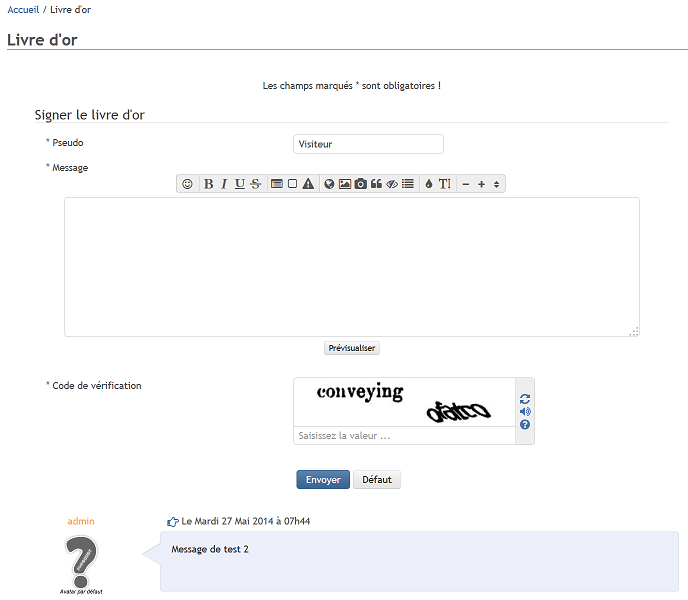 Accueil / Livre d'or
Livre d'or
Les champs marqués * sont obligatoires !
Signer le livre d'or
* Pseudo
Visiteur
* Message
B I U S
Prévisualiser
* Code de vérification
conveying
Saisissez la valeur ...
Envoyer Défaut
admin
Le Mardi 27 Mai 2014 à 07h44
Message de test 2
Avatar par défaut